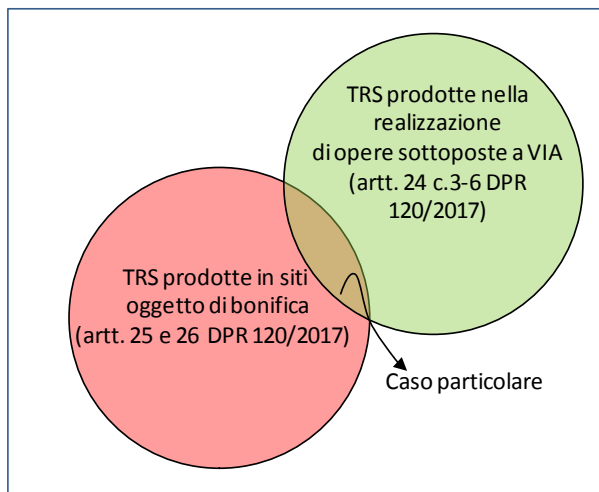 TRS prodotte nella
realizzazione
di opere sottoposte a VIA
(artt. 24 c.3-6 DPR
120/2017)
TRS prodotte in siti
oggetto di bonifica
(artt. 25 e 26 DPR 120/2017)
Caso particolare